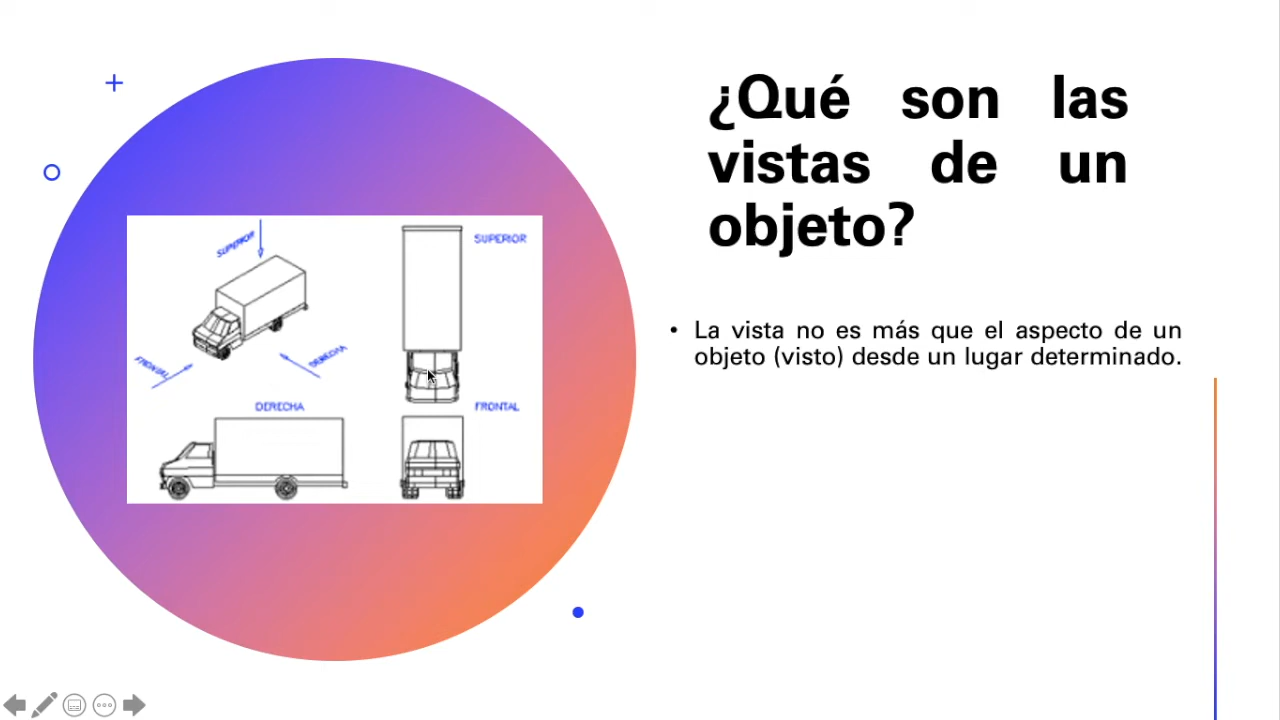 ¿Qué son las
vistas de un
objeto?
• La vista no es más que el aspecto de un
objeto (visto) desde un lugar determinado.
SUPERIOR
SUPERIOR
FRONTAL
DERECHA
DERECHA
FRONTAL